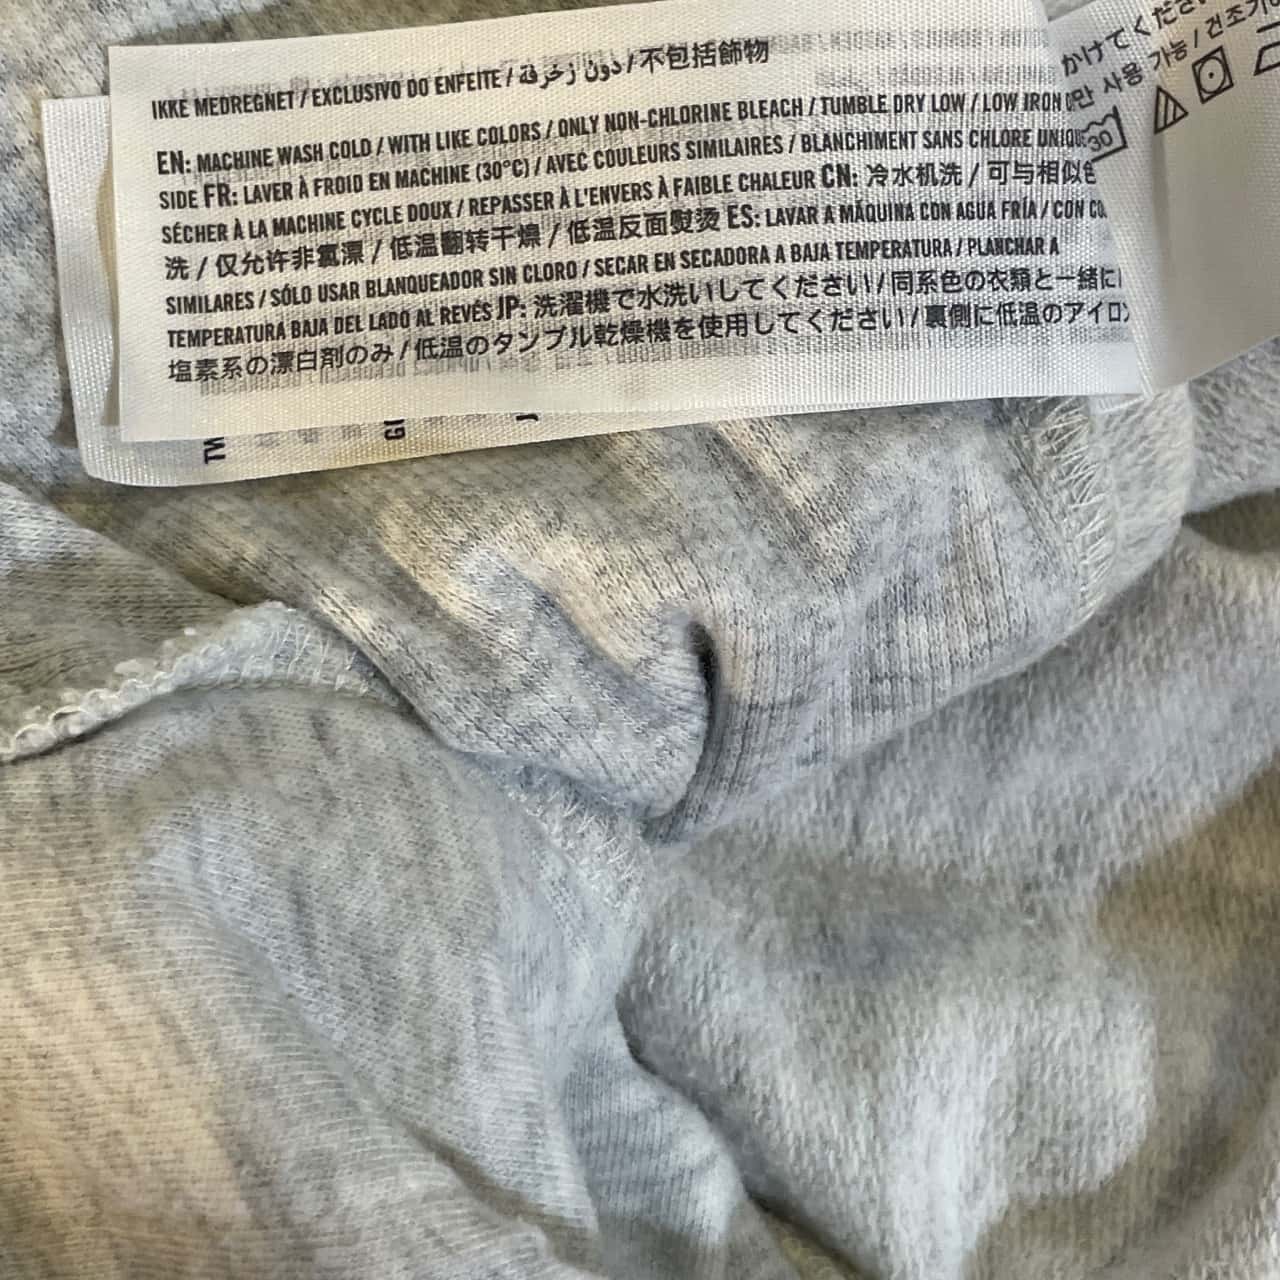 IKKE MEDREGNET / EXCLUSIVO DO ENFEITE / دون زخرفة / 不包括飾物
EN: MACHINE WASH COLD / WITH LIKE COLORS / ONLY NON-CHLORINE BLEACH / TUMBLE DRY LOW / LOW IRON
SIDE FR: LAVER À FROID EN MACHINE (30°C) / AVEC COULEURS SIMILAIRES / BLANCHIMENT SANS CHLORE UNIQUE
SÉCHER À LA MACHINE CYCLE DOUX / REPASSER À L'ENVERS À FAIBLE CHALEUR CN: 冷水机洗 / 可与相似色
洗 / 仅允许非氯漂 / 低温翻转干燥 / 低温反面熨烫 ES: LAVAR A MÁQUINA CON AGUA FRÍA / CON
SIMILARES / SÓLO USAR BLANQUEADOR SIN CLORO / SECAR EN SECADORA A BAJA TEMPERATURA / PLANCHAR A
TEMPERATURA BAJA DEL LADO AL REVÉS JP: 洗濯機で水洗いしてください / 同系色の衣類と一緒に
塩素系の漂白剤のみ / 低温のタンブル乾燥機を使用してください / 裏側に低温のアイロン
かけてください
만 사용 가능 / 건조기
30
TW